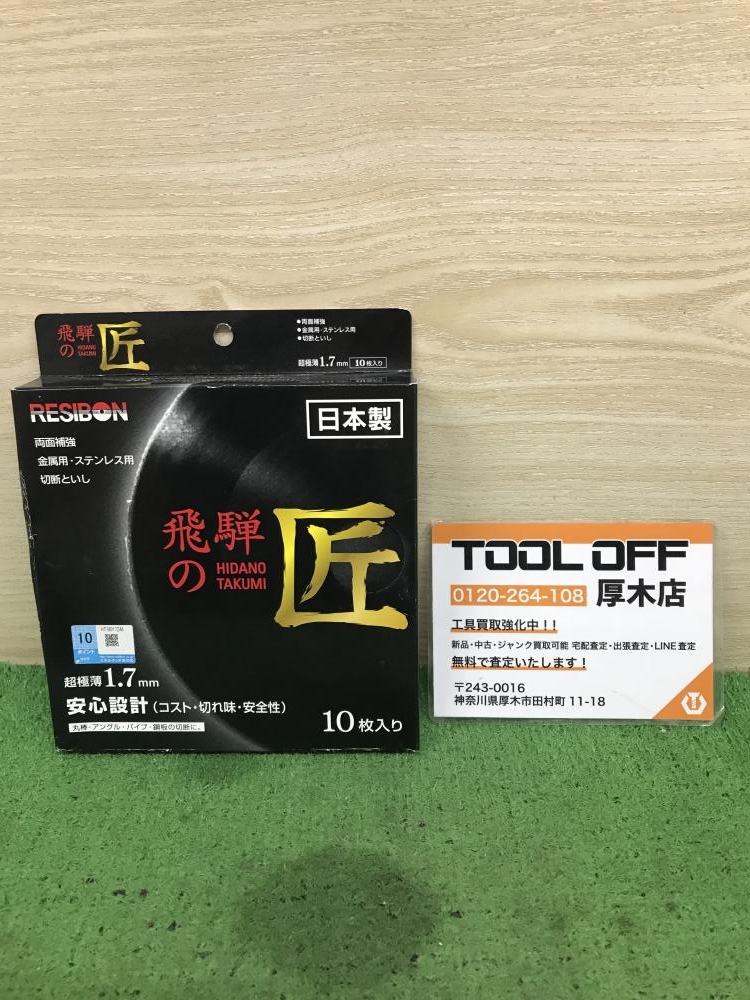 飛騨の
HIDANO
TAKUMI
匠
●両面補強
●金属用・ステンレス用
●切断といし
超極薄1.7mm 10枚入り
RESIBON
日本製
両面補強
金属用・ステンレス用
切断といし
飛騨の
HIDANO
TAKUMI
匠
10
ポイント
超極薄1.7mm
安心設計(コスト・切れ味・安全性)
10枚入り
丸棒・アングル・パイプ・鋼板の切断に。
TOOL OFF
0120-264-108 厚木店
工具買取強化中!!
新品・中古・ジャンク買取可能 宅配査定・出張査定・LINE査定
無料で査定いたします!
〒243-0016
神奈川県厚木市田村町 11-18